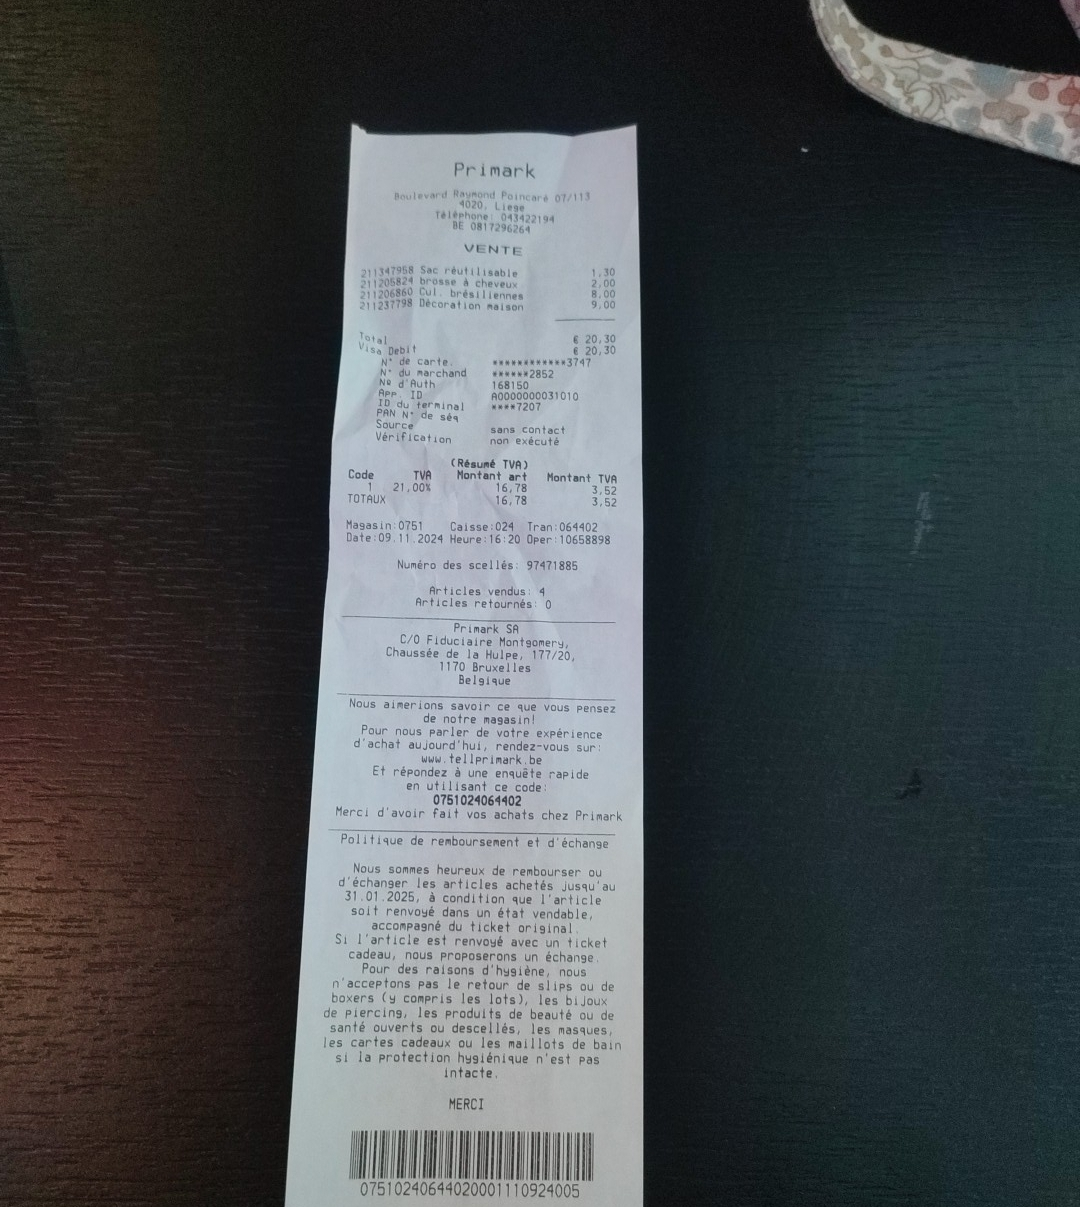 Primark
Boulevard Raymond Poincaré 07/113
4020, Liege
Téléphone: 043422194
BE 0817296264
VENTE
211347958 Sac réutilisable 1,30
211205824 brosse à cheveux 2,00
211206860 Cul. brésiliennes 8,00
211237798 Décoration maison 9,00
Total € 20,30
Visa Debit € 20,30
N° de carte. ************3747
N° du marchand ******2852
Nº d'Auth 168150
App. ID A0000000031010
ID du terminal ****7207
PAN N° de séq
Source sans contact
Vérification non exécuté
(Résumé TVA)
Code TVA Montant art Montant TVA
1 21,00% 16,78 3,52
TOTAUX 16,78 3,52
Magasin:0751 Caisse:024 Tran:064402
Date:09.11.2024 Heure:16:20 Oper:10658898
Numéro des scellés: 97471885
Articles vendus: 4
Articles retournés: 0
Primark SA
C/O Fiduciaire Montgomery,
Chaussée de la Hulpe, 177/20,
1170 Bruxelles
Belgique
Nous aimerions savoir ce que vous pensez
de notre magasin!
Pour nous parler de votre expérience
d'achat aujourd'hui, rendez-vous sur:
www.tellprimark.be
Et répondez à une enquête rapide
en utilisant ce code:
0751024064402
Merci d'avoir fait vos achats chez Primark
Politique de remboursement et d'échange
Nous sommes heureux de rembourser ou
d'échanger les articles achetés jusqu'au
31.01.2025, à condition que l'article
soit renvoyé dans un état vendable,
accompagné du ticket original.
Si l'article est renvoyé avec un ticket
cadeau, nous proposerons un échange.
Pour des raisons d'hygiène, nous
n'acceptons pas le retour de slips ou de
boxers (y compris les lots), les bijoux
de piercing, les produits de beauté ou de
santé ouverts ou descellés, les masques,
les cartes cadeaux ou les maillots de bain
si la protection hygiénique n'est pas
intacte.
MERCI
07510240644020001110924005